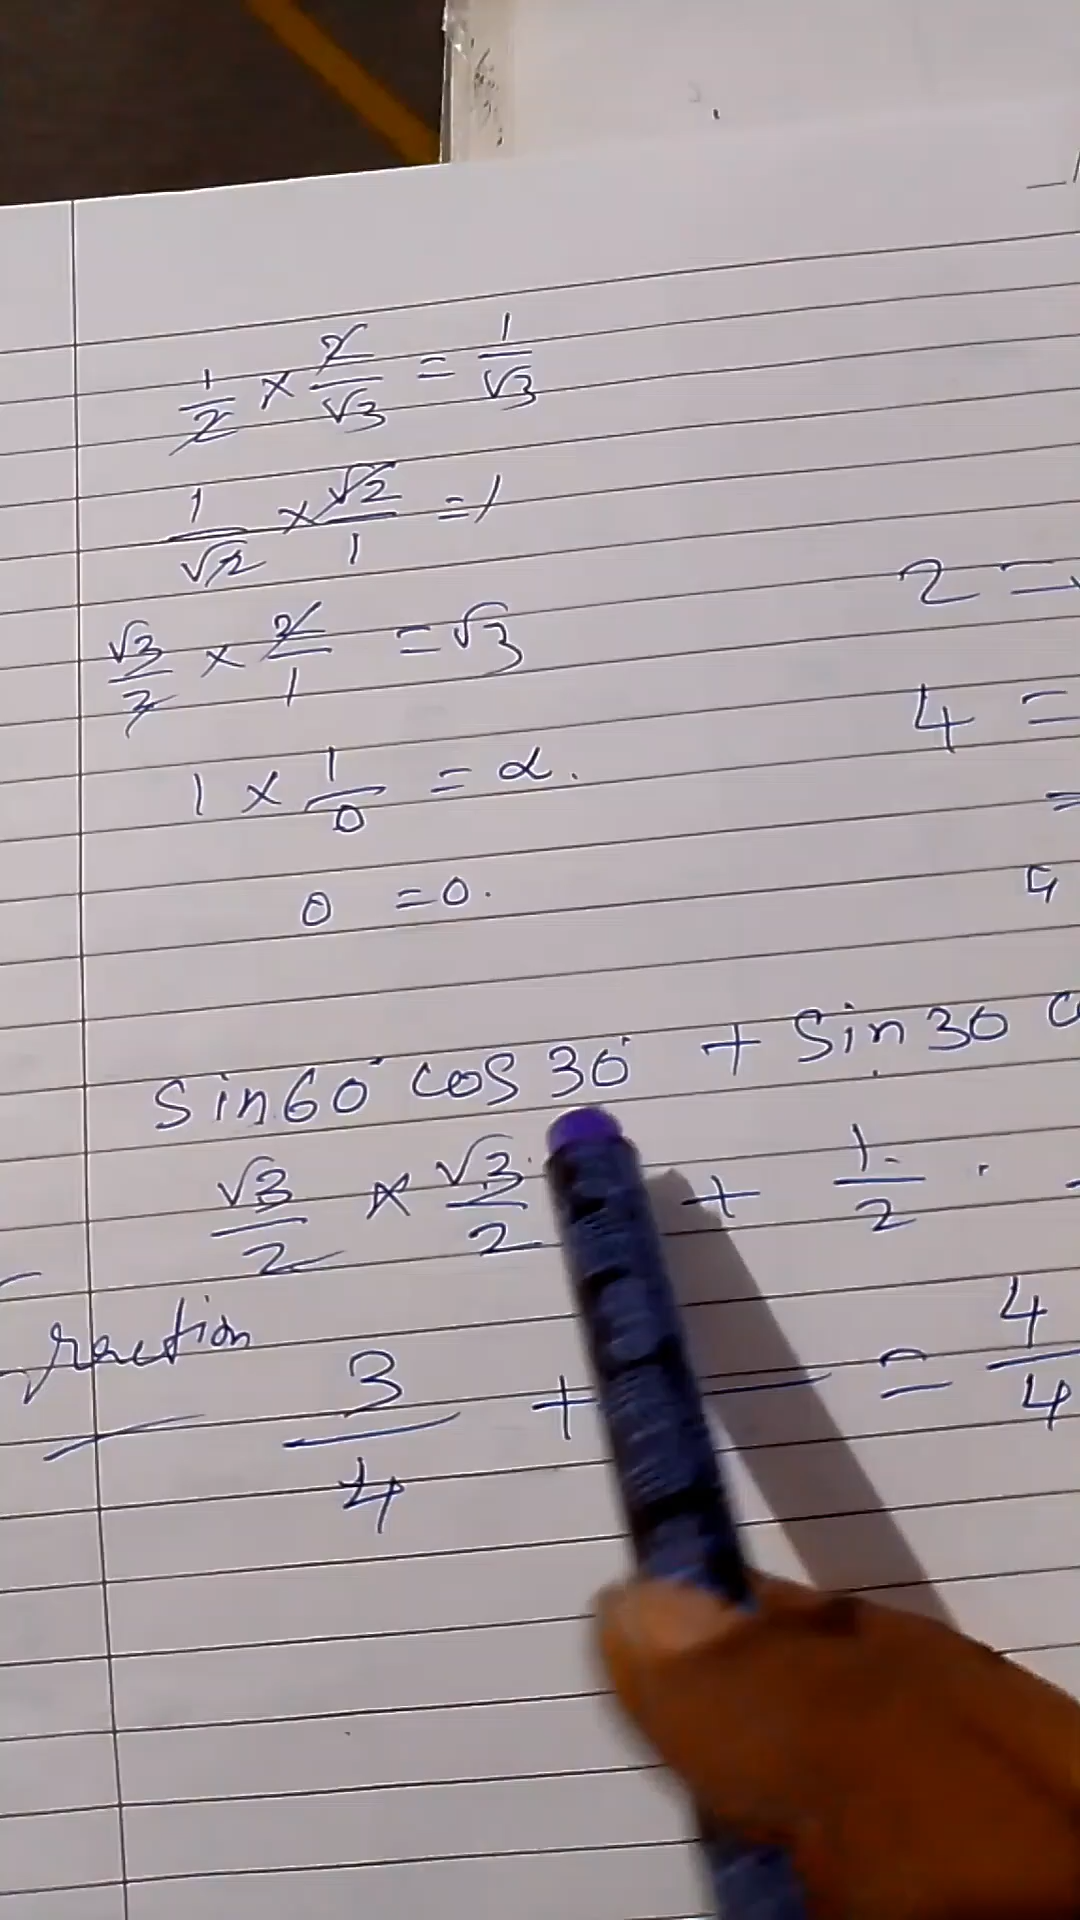 1/2 × 2/√3 = 1/√3
1/√2 × √2/1 = 1
√3/2 × 2/1 = √3
2 =
1 × 1/0 = α.
4 =
=
0 = 0.
sin 60° cos 30° + Sin 30
√3/2 × √3/2 + 1/2 .
raction
3/4 + = 4/4